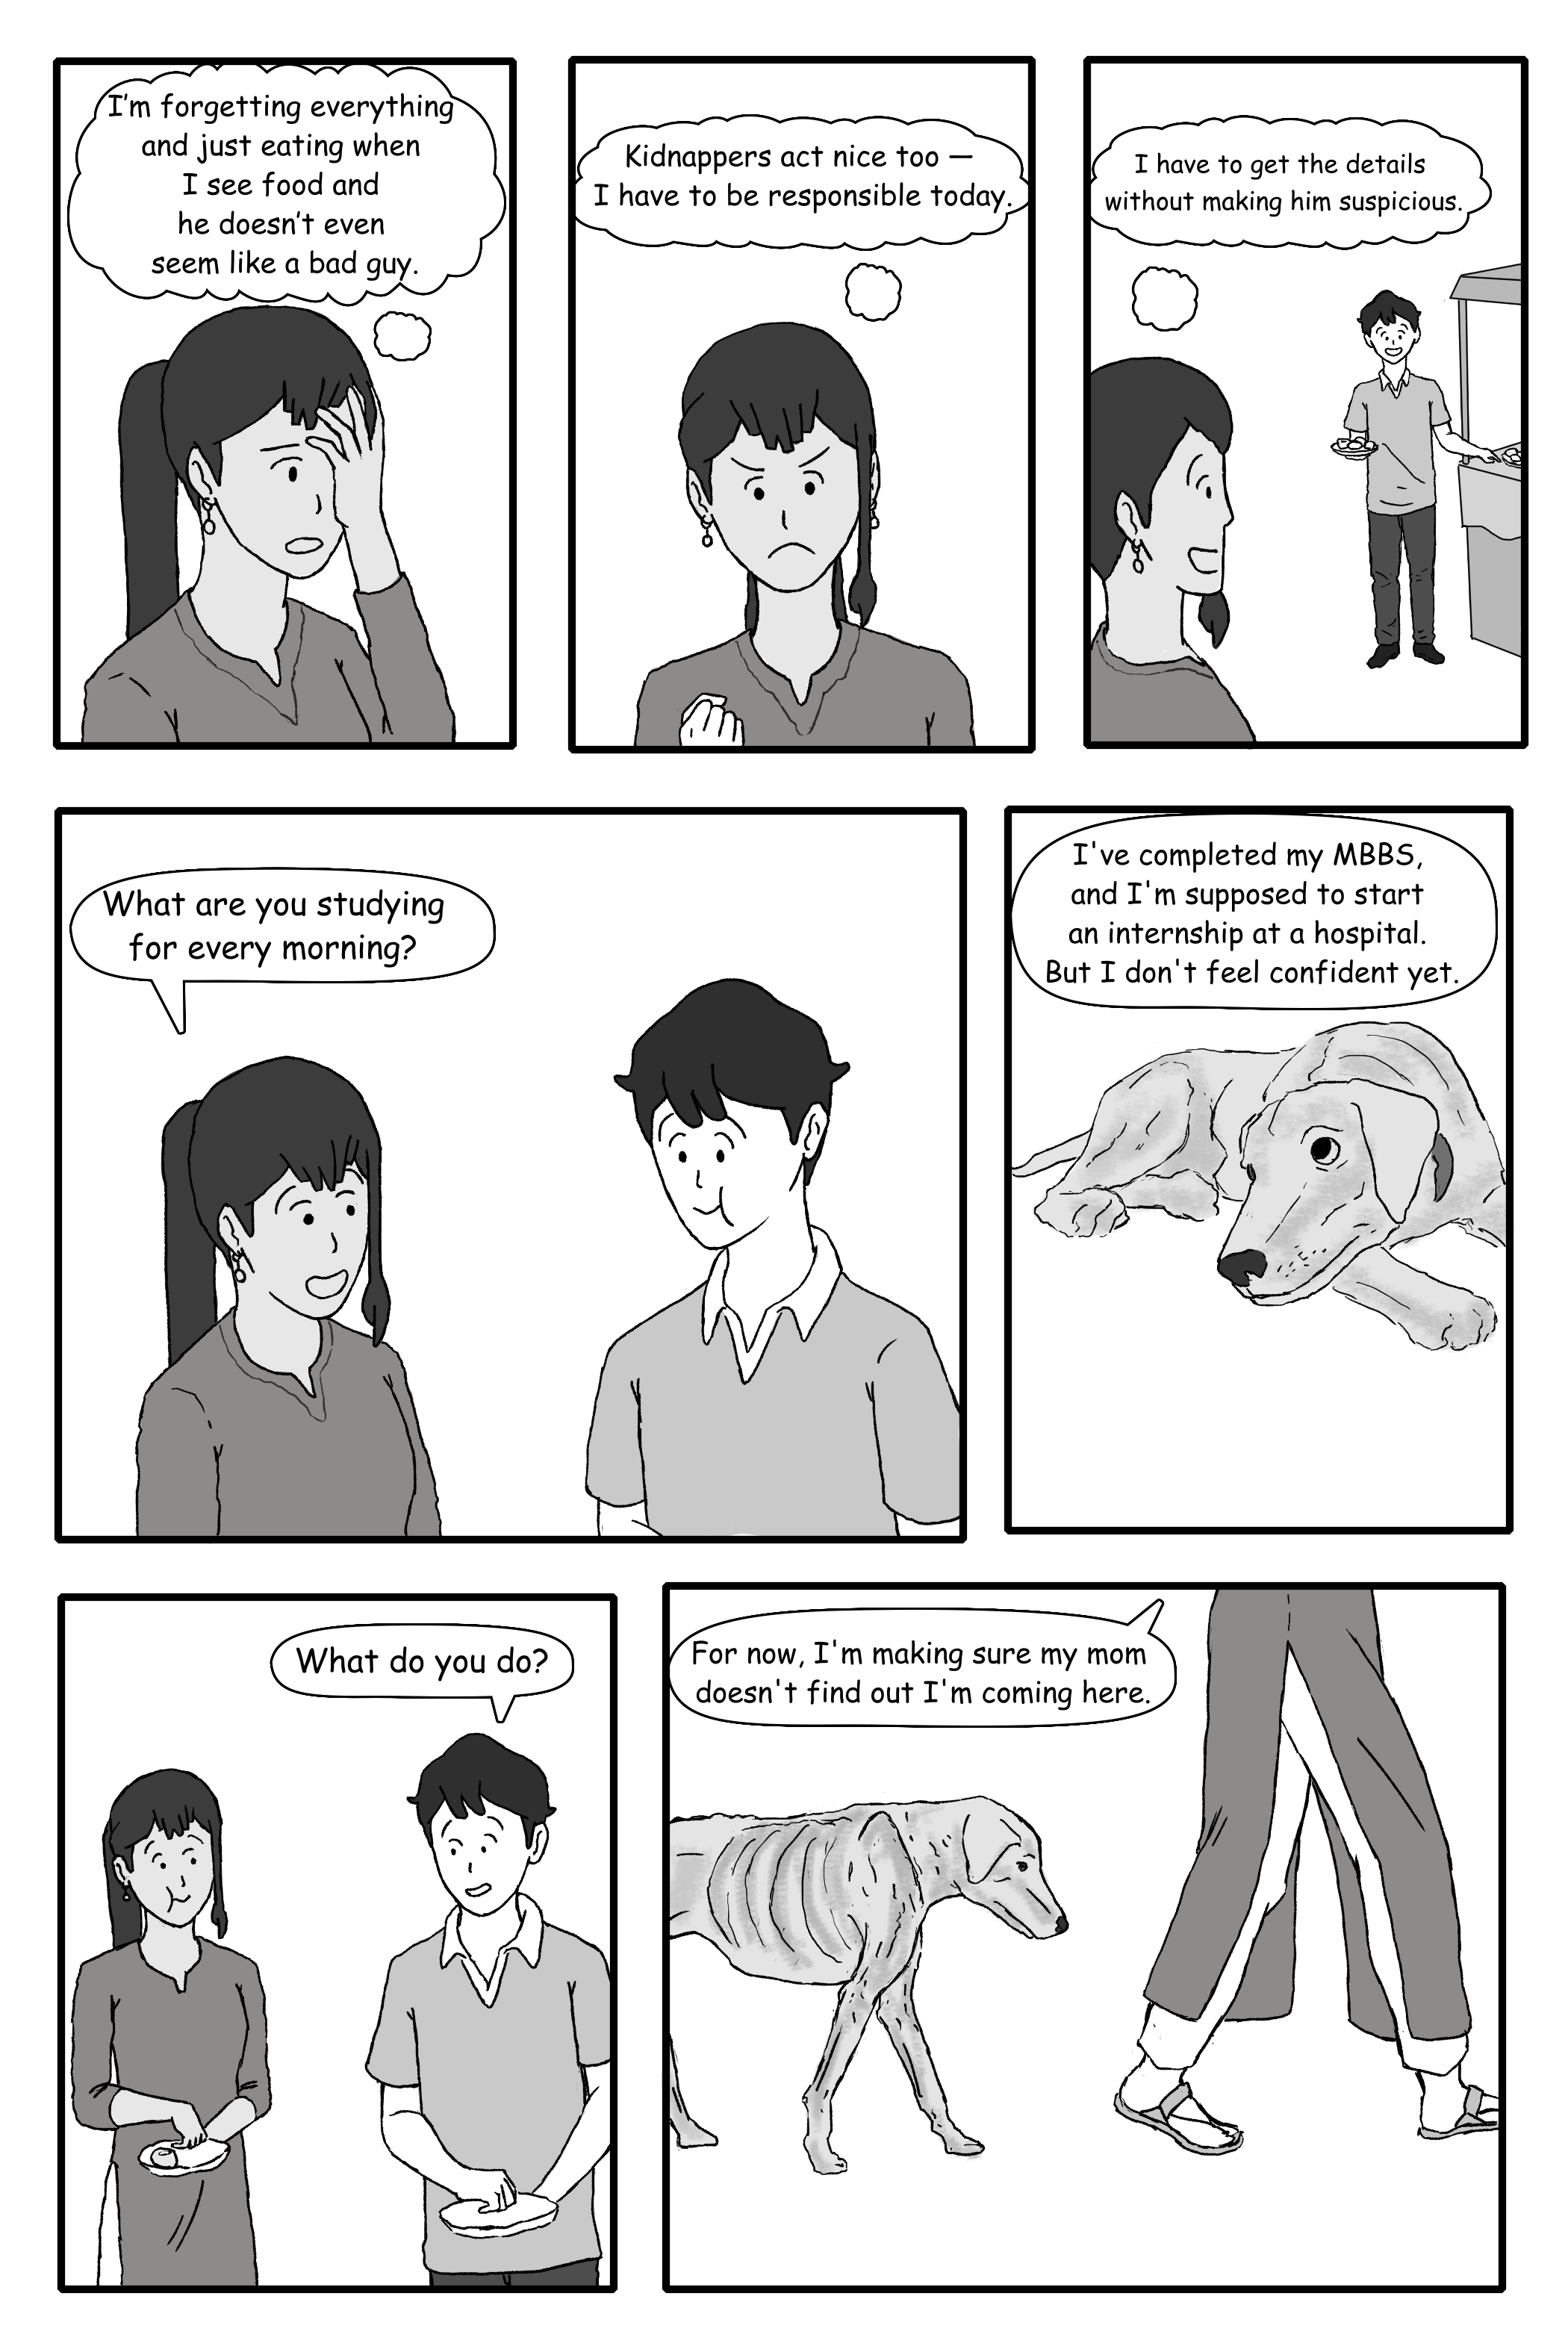 I'm forgetting everything
and just eating when
I see food and
he doesn't even
seem like a bad guy.
Kidnappers act nice too —
I have to be responsible today.
I have to get the details
without making him suspicious.
What are you studying
for every morning?
I've completed my MBBS,
and I'm supposed to start
an internship at a hospital.
But I don't feel confident yet.
What do you do?
For now, I'm making sure my mom
doesn't find out I'm coming here.